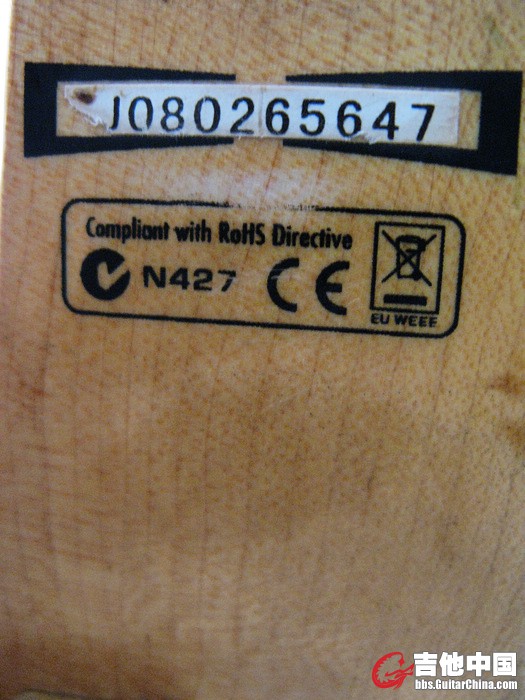 J080265647
Compliant with RoHS Directive
N427 CE
EU WEEE
吉他中国
bbs.GuitarChina.com